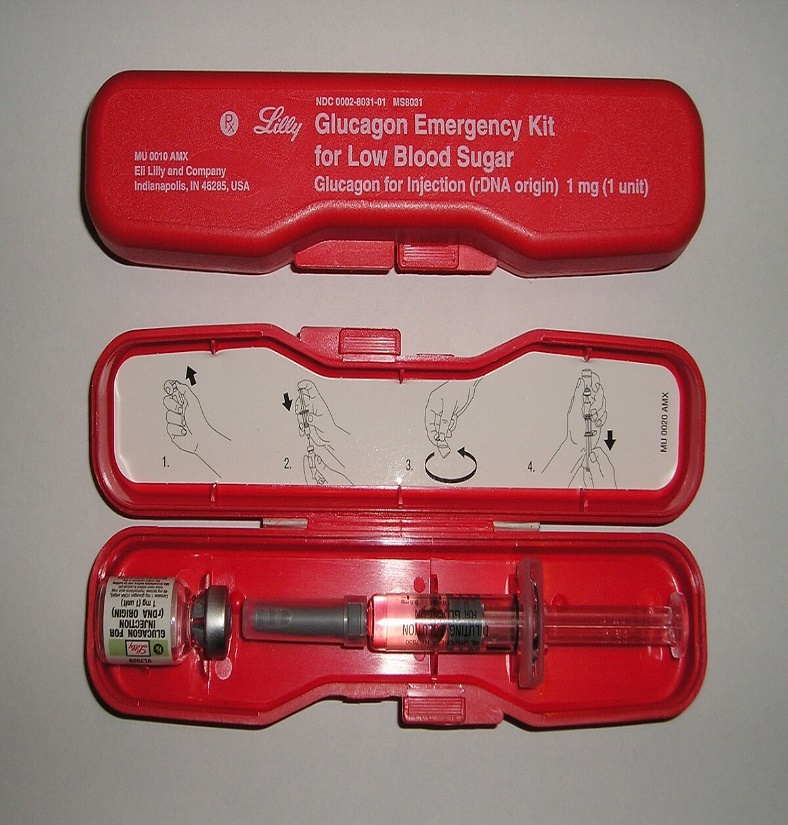 NDC 0002-8031-01 MS8031
Rx Lilly Glucagon Emergency Kit
for Low Blood Sugar
Glucagon for Injection (rDNA origin) 1 mg (1 unit)
MU 0010 AMX
Eli Lilly and Company
Indianapolis, IN 46285, USA
1.
2.
3.
4.
MU 0020 AMX
VL7529
Lilly
GLUCAGON FOR
INJECTION
(rDNA ORIGIN)
1 mg (1 unit)
DILUTING SOLUTION
FOR GLUCAGON